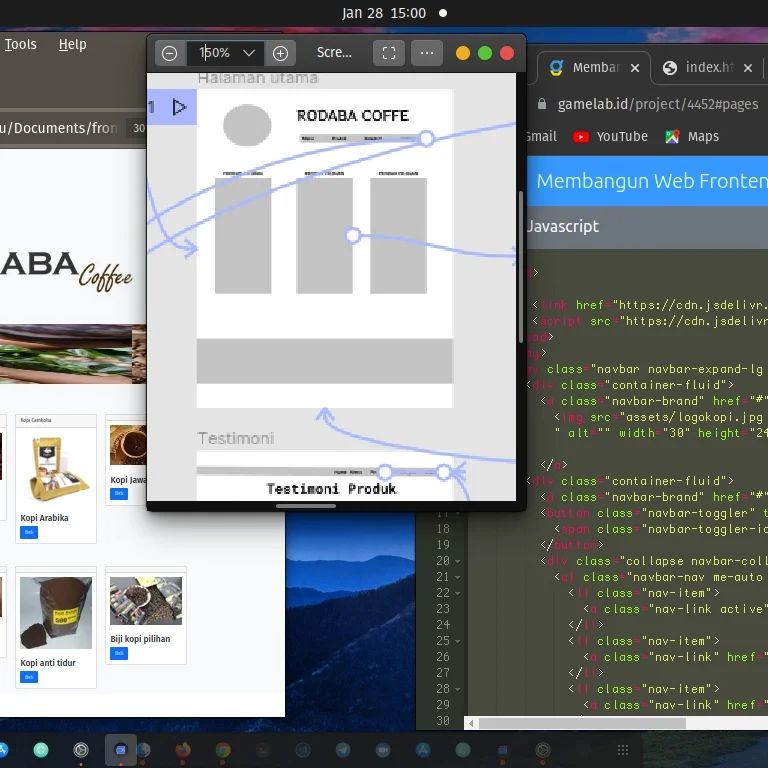 Jan 28 15:00
Tools Help
u/Documents/fron 30
ABA
Coffee
Kopi Gemkoha
Kopi Arabika
Beli
Kopi Jawa
Beli
Kopi anti tidur
Beli
Biji kopi pilihan
Beli
150% Scre...
Halaman utama
1
RODABA COFFE
Testimoni
Testimoni Produk
Membar index.ht
gamelab.id/project/4452#pages
Gmail YouTube Maps
Membangun Web Fronten
Javascript
>
<link href="https://cdn.jsdelivr.
<script src="https://cdn.jsdelivr
ead>
y>
v class="navbar navbar-expand-lg
<div class="container-fluid">
<a class="navbar-brand" href="#"
<img src="assets/logokopi.jpg
" alt="" width="30" height="24
</a>
<div class="container-fluid">
<a class="navbar-brand" href="#"
17 <button class="navbar-toggler" t
18 <span class="navbar-toggler-ic
19 </button>
20 <div class="collapse navbar-coll
21 <ul class="navbar-nav me-auto
22 <li class="nav-item">
23 <a class="nav-link active"
24 </li>
25 <li class="nav-item">
26 <a class="nav-link" href=
27 </li>
28 <li class="nav-item">
29 <a class="nav-link" href=
30